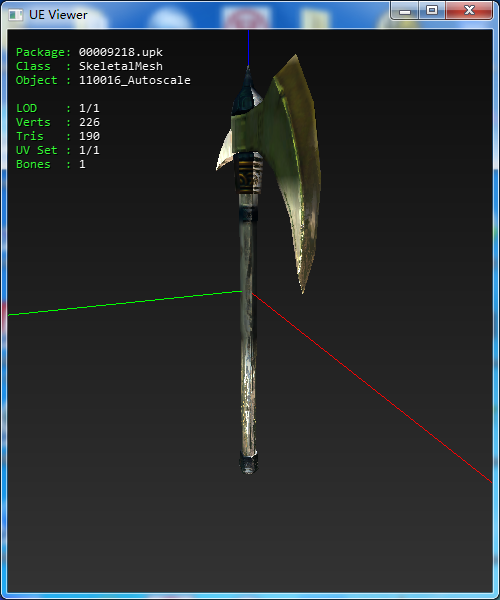 UE Viewer
Package: 00009218.upk
Class : SkeletalMesh
Object : 110016_Autoscale
LOD : 1/1
Verts : 226
Tris : 190
UV Set : 1/1
Bones : 1